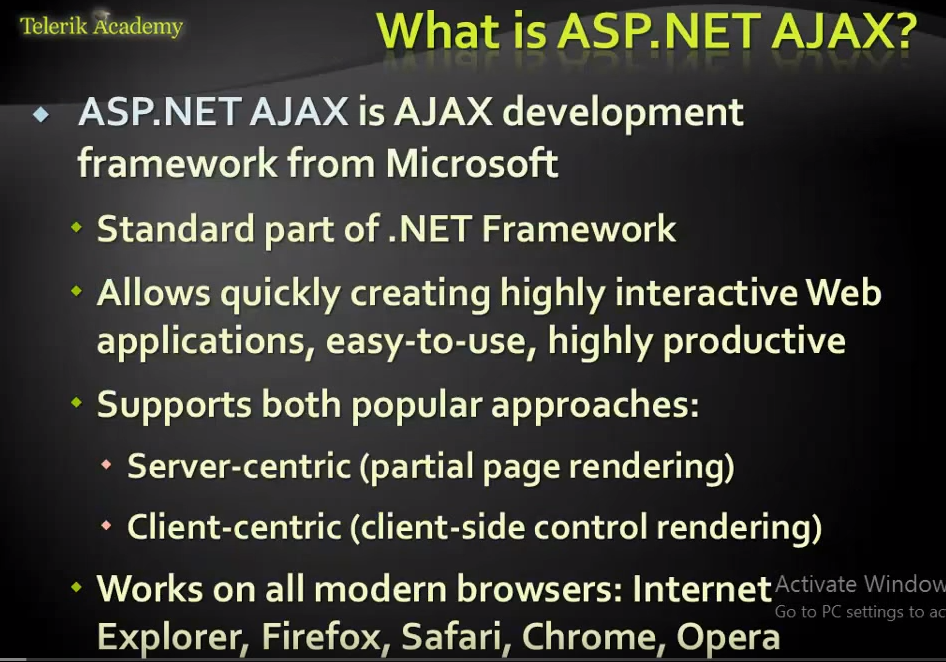 Telerik Academy
What is ASP.NET AJAX?
ASP.NET AJAX is AJAX development
framework from Microsoft
Standard part of .NET Framework
Allows quickly creating highly interactive Web
applications, easy-to-use, highly productive
Supports both popular approaches:
Server-centric (partial page rendering)
Client-centric (client-side control rendering)
Works on all modern browsers: Internet
Explorer, Firefox, Safari, Chrome, Opera
Activate Window
Go to PC settings to ac